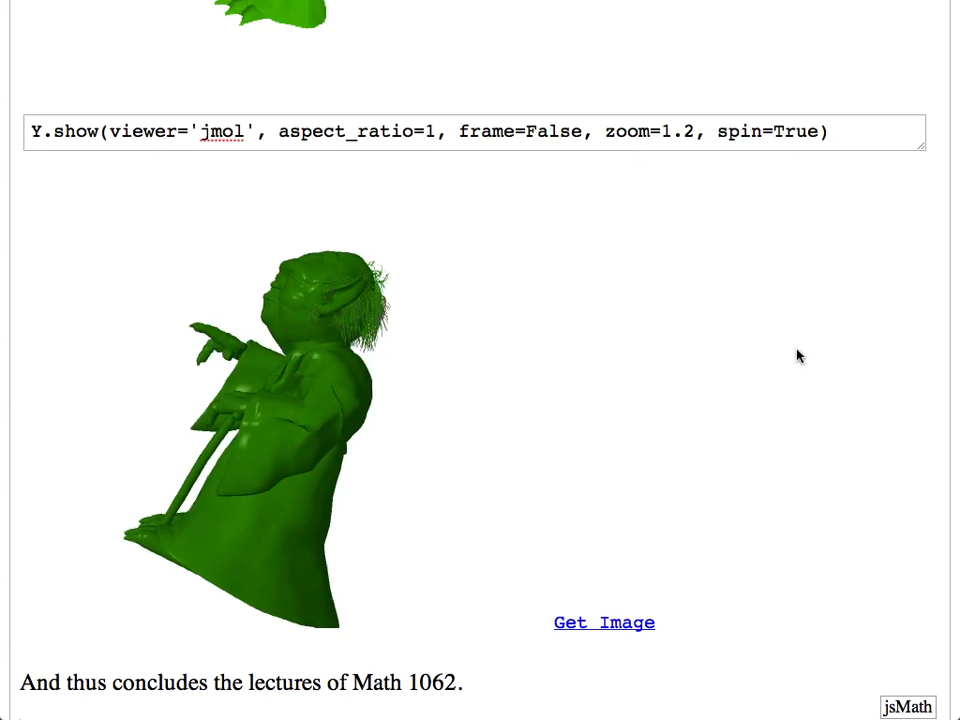 Y.show(viewer='jmol', aspect_ratio=1, frame=False, zoom=1.2, spin=True)
Get Image
And thus concludes the lectures of Math 1062.
jsMath